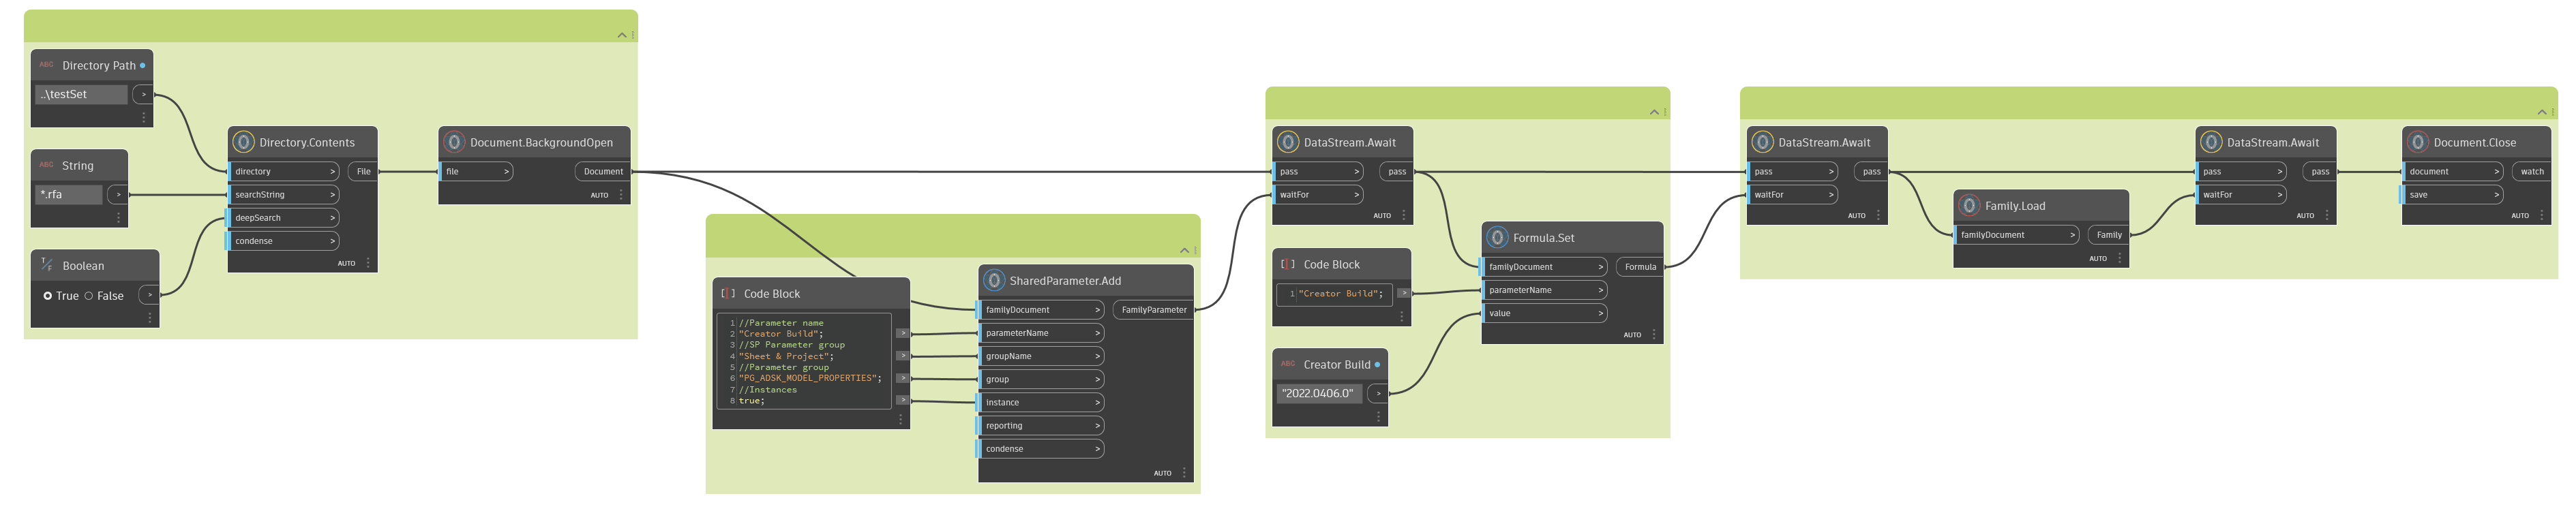 ABC Directory Path
..\testSet >
ABC String
*.rfa >
T/F Boolean
True False >
Directory.Contents
directory > File
searchString >
deepSearch >
condense >
AUTO
Document.BackgroundOpen
file > Document
AUTO
[ ] Code Block
1 //Parameter name
2 "Creator Build"; >
3 //SP Parameter group
4 "Sheet & Project"; >
5 //Parameter group
6 "PG_ADSK_MODEL_PROPERTIES"; >
7 //Instances
8 true; >
SharedParameter.Add
familyDocument > FamilyParameter
parameterName >
groupName >
group >
instance >
reporting >
condense >
AUTO
DataStream.Await
pass > pass
waitFor >
AUTO
[ ] Code Block
1 "Creator Build"; >
ABC Creator Build
"2022.0406.0" >
Formula.Set
familyDocument > Formula
parameterName >
value >
AUTO
DataStream.Await
pass > pass
waitFor >
AUTO
Family.Load
familyDocument > Family
AUTO
DataStream.Await
pass > pass
waitFor >
AUTO
Document.Close
document > watch
save >
AUTO